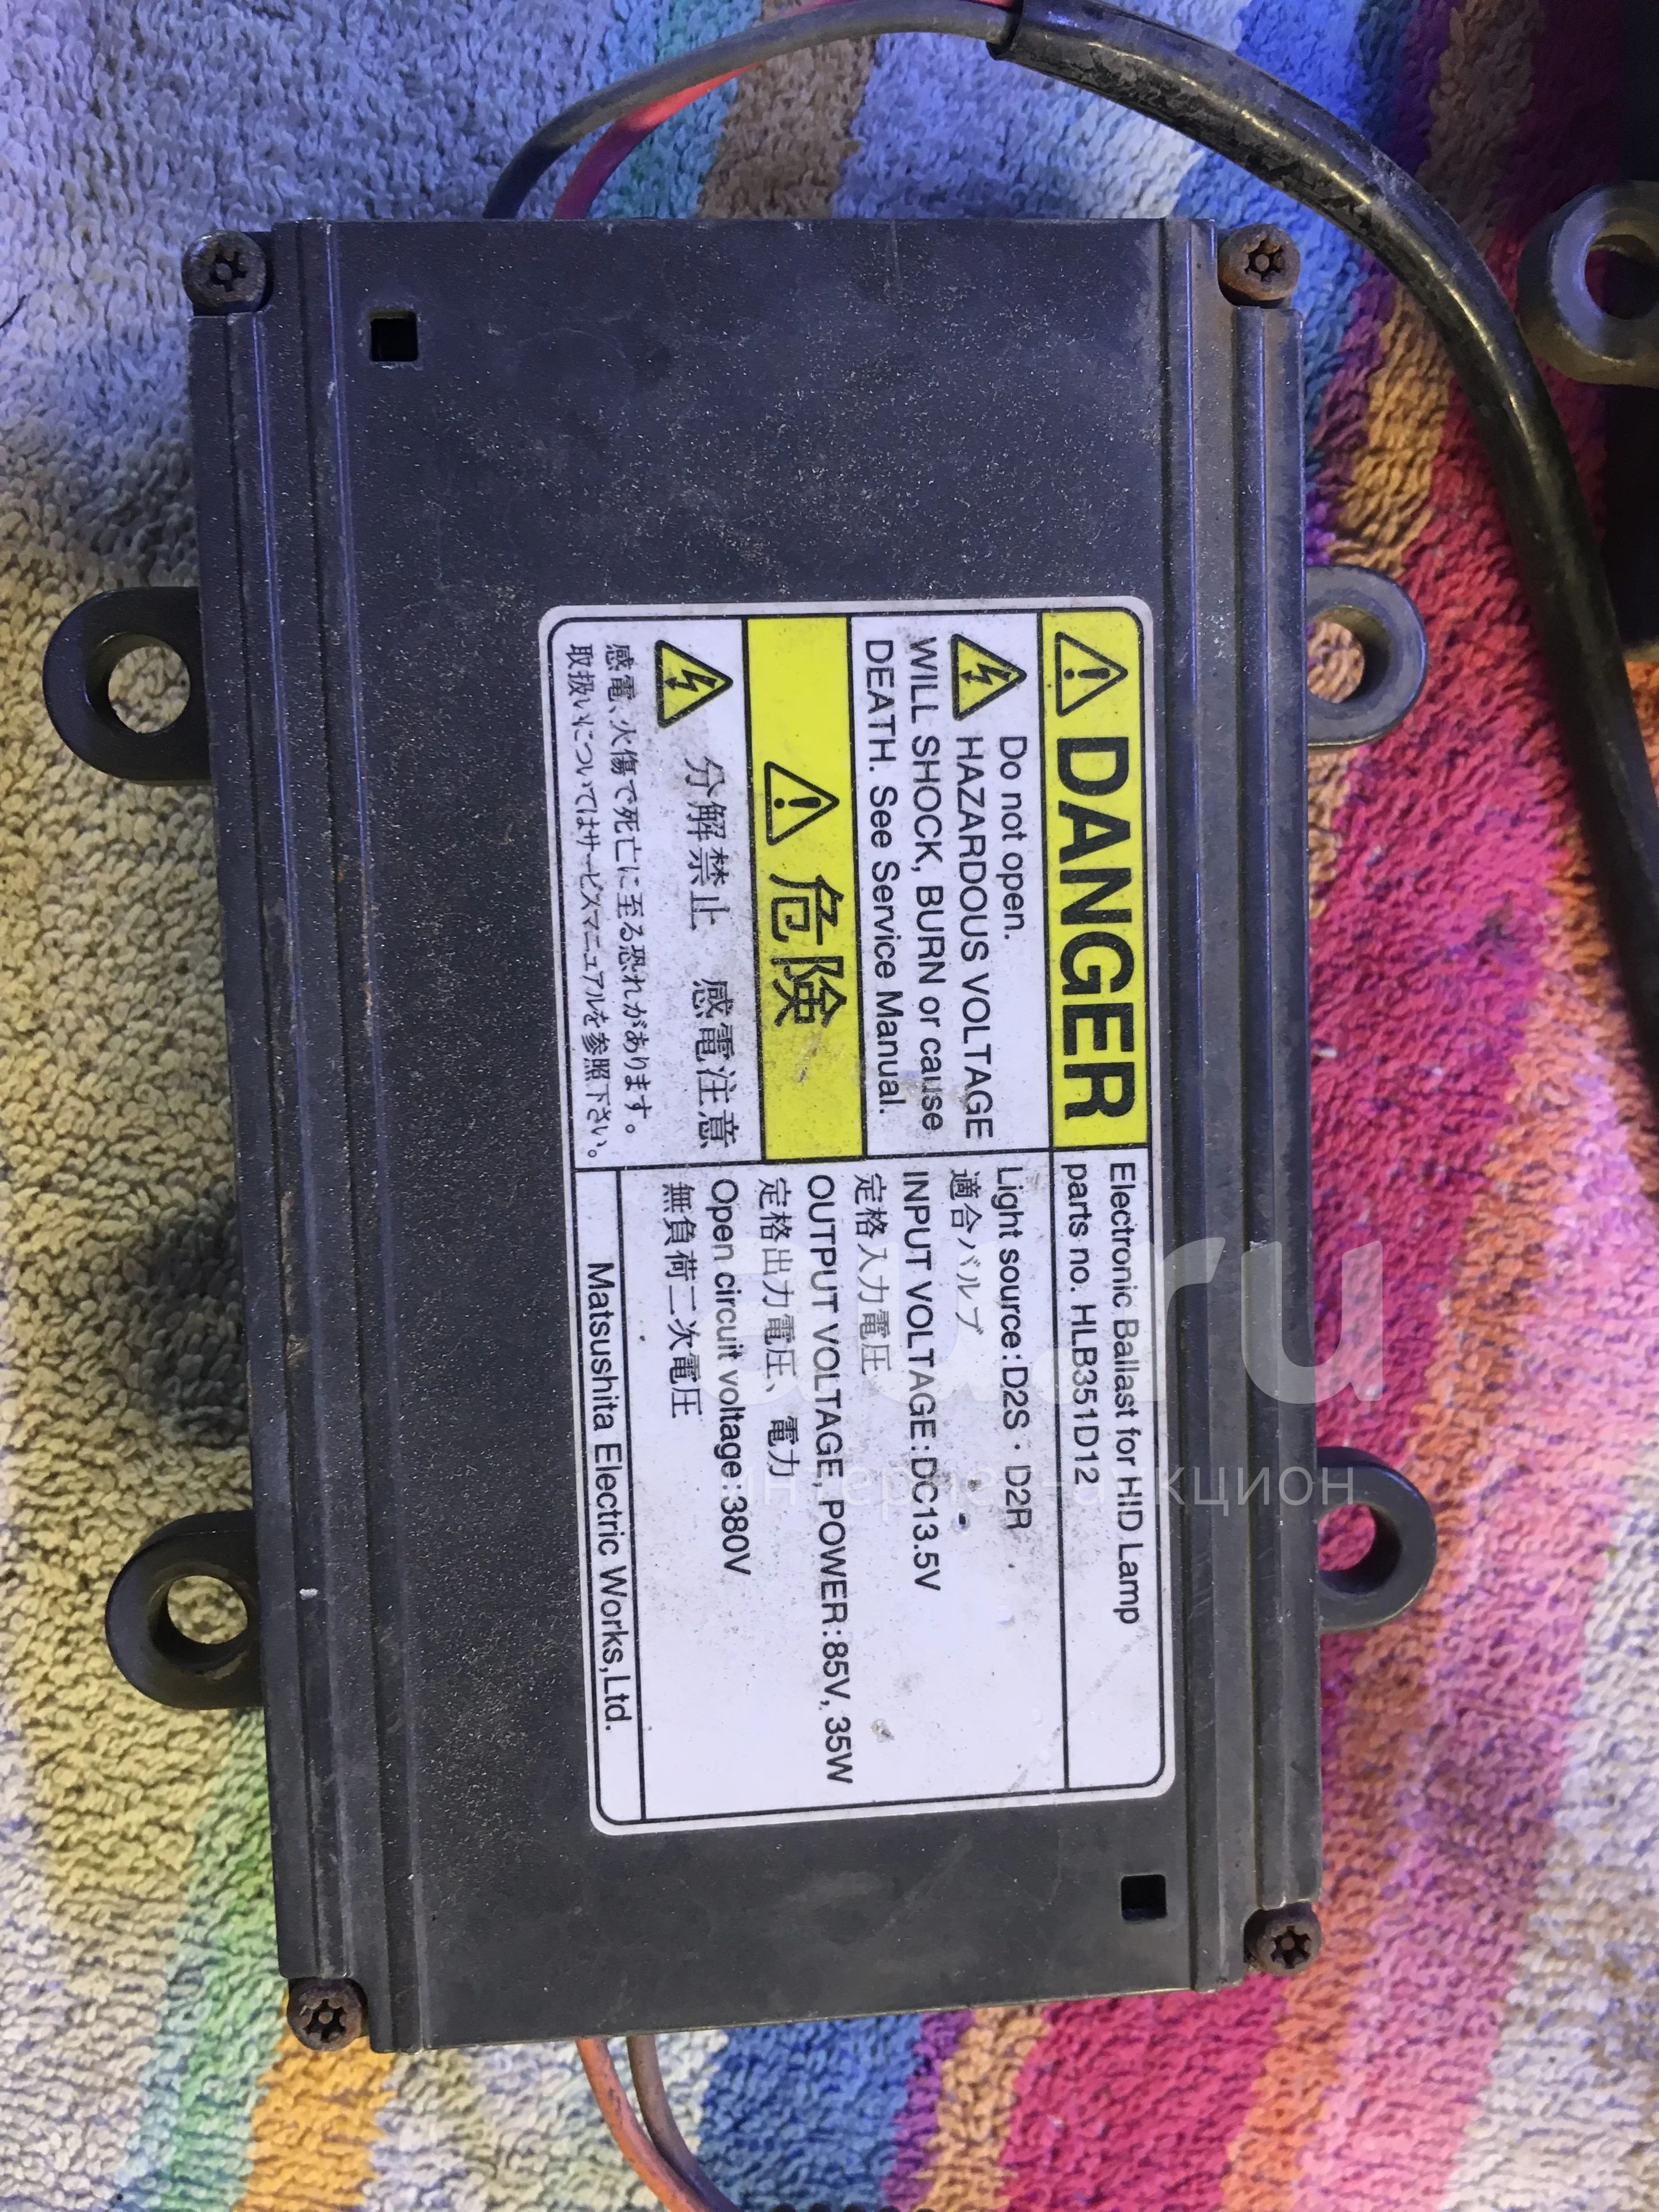 DANGER
Do not open.
HAZARDOUS VOLTAGE
WILL SHOCK, BURN or cause
DEATH. See Service Manual.
危険
分解禁止 感電注意
感電、火傷で死亡に至る恐れがあります。
取扱いについてはサービスマニュアルを参照下さい。
Electronic Ballast for HID Lamp
parts no. HLB351D12
Light source:D2S・D2R
適合バルブ
INPUT VOLTAGE:DC13.5V
定格入力電圧
OUTPUT VOLTAGE, POWER:85V, 35W
定格出力電圧、電力
Open circuit voltage:380V
無負荷二次電圧
Matsushita Electric Works,Ltd.
au.ru
интернет-аукцион